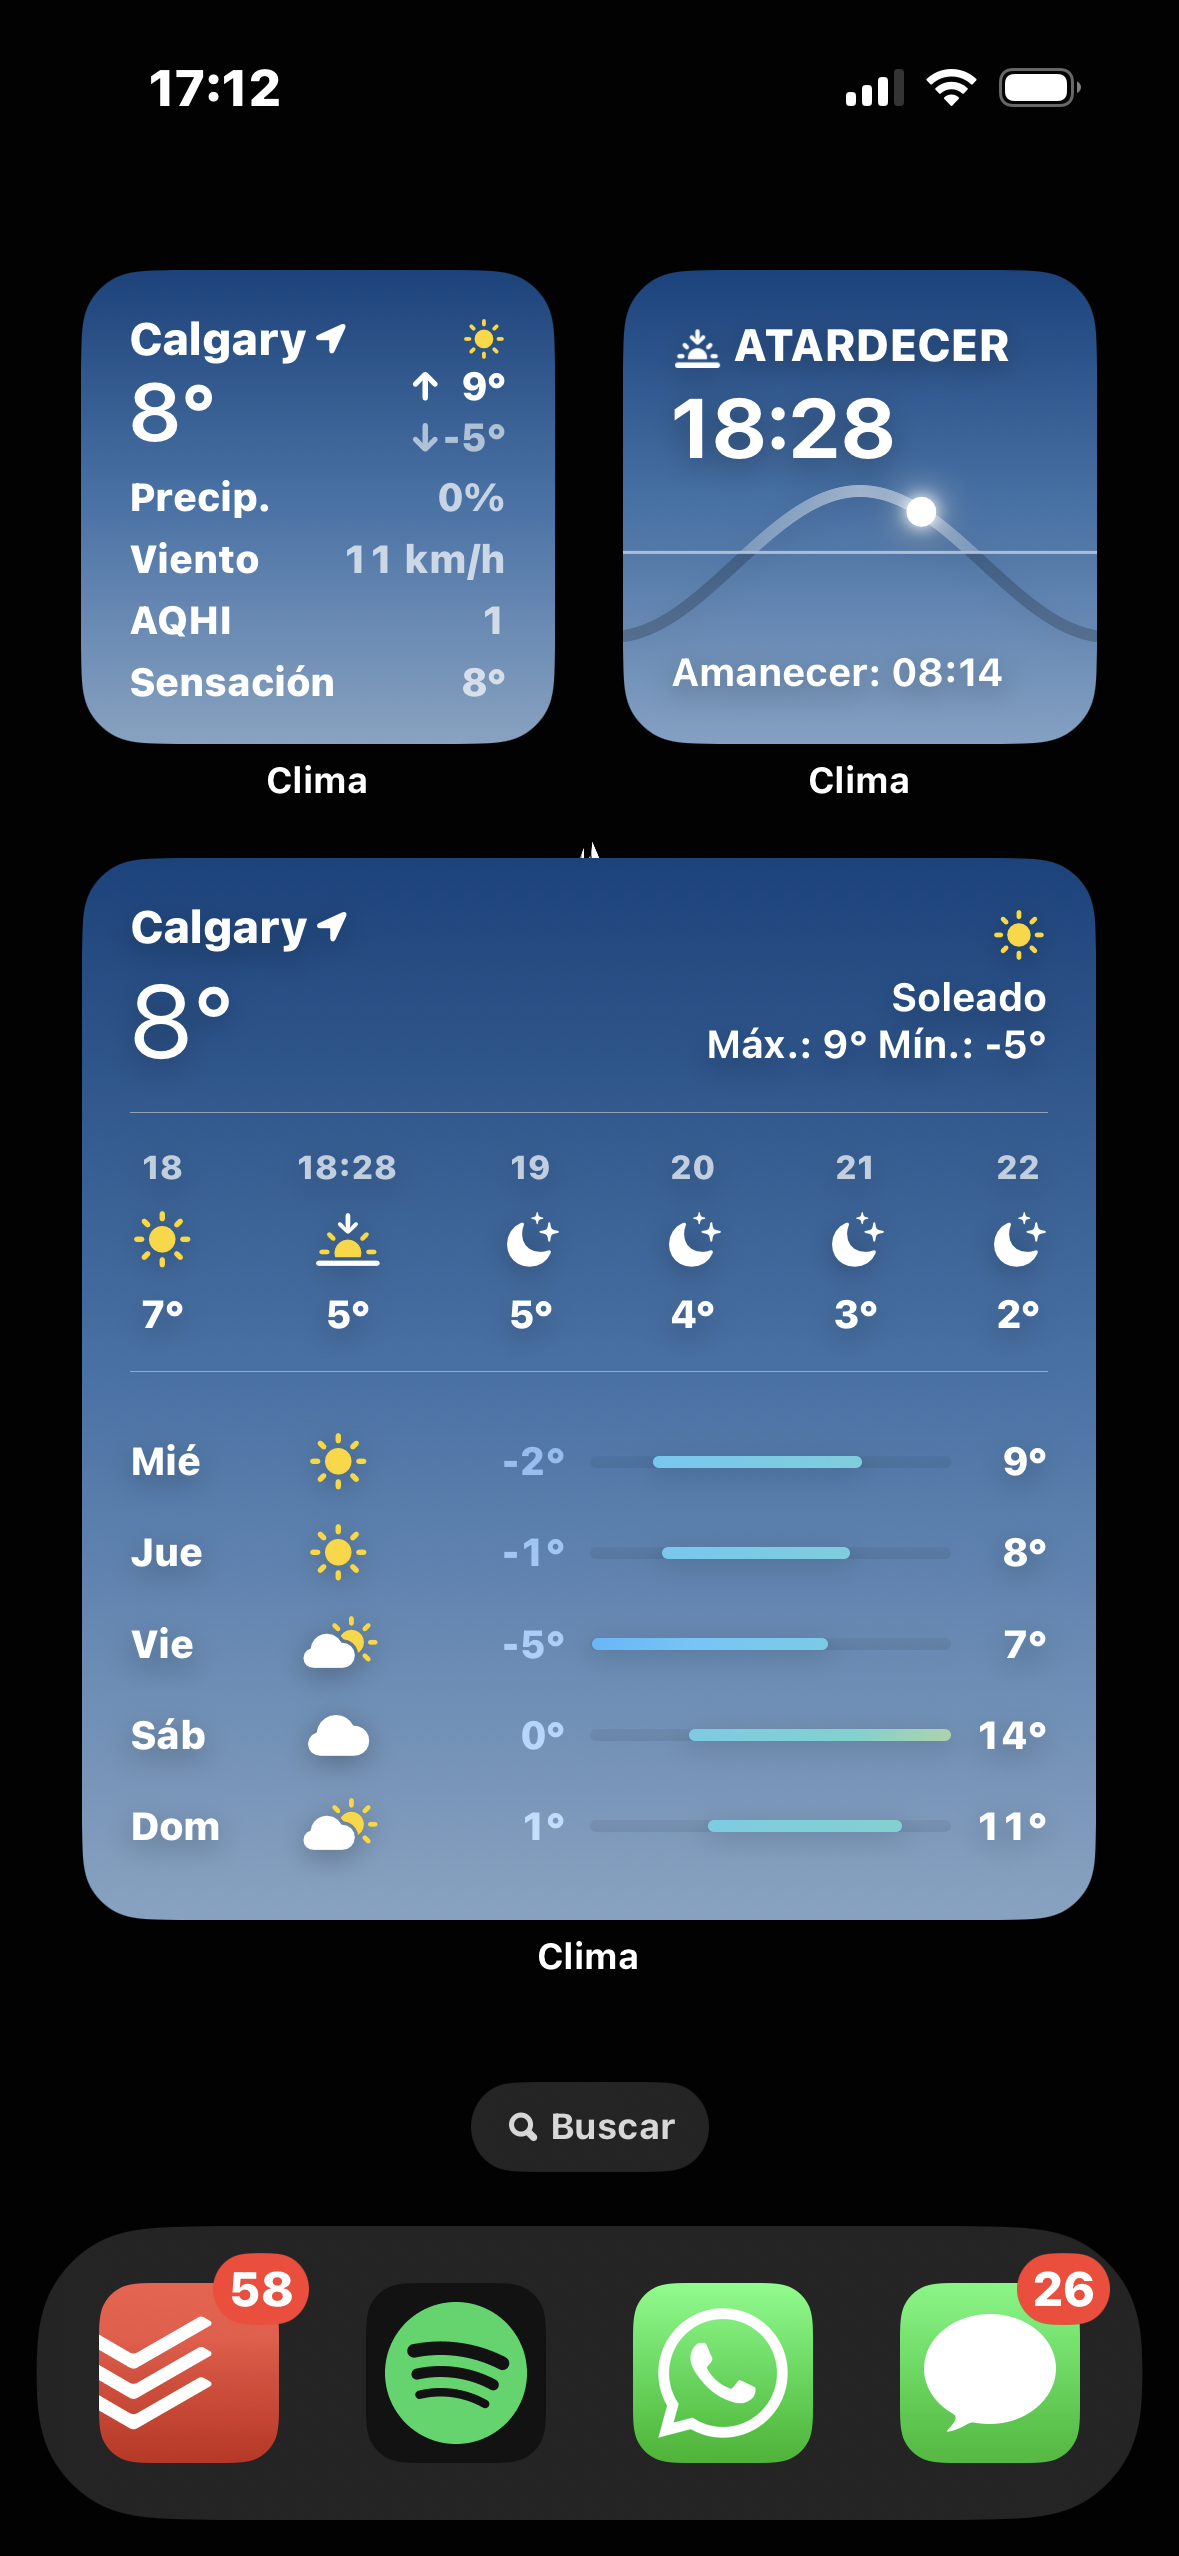 17:12
Calgary
8°
9°
-5°
Precip. 0%
Viento 11 km/h
AQHI 1
Sensación 8°
Clima
ATARDECER
18:28
Amanecer: 08:14
Clima
Calgary
8°
Soleado
Máx.: 9° Mín.: -5°
18 18:28 19 20 21 22
7° 5° 5° 4° 3° 2°
Mié -2° 9°
Jue -1° 8°
Vie -5° 7°
Sáb 0° 14°
Dom 1° 11°
Clima
Buscar
58
26